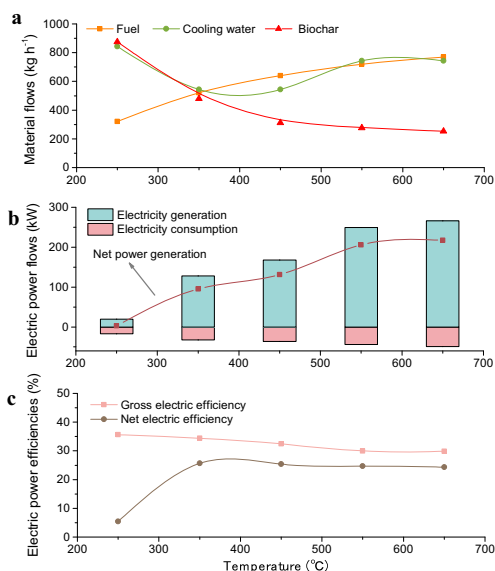 a
Fuel Cooling water Biochar
Material flows (kg h⁻¹)
1000
800
600
400
200
0
200 300 400 500 600 700
b
Electricity generation
Electricity consumption
Net power generation
Electric power flows (kW)
300
200
100
0
200 300 400 500 600 700
c
Gross electric efficiency
Net electric efficiency
Electric power efficiencies (%)
50
40
30
20
10
0
200 300 400 500 600 700
Temperature (°C)